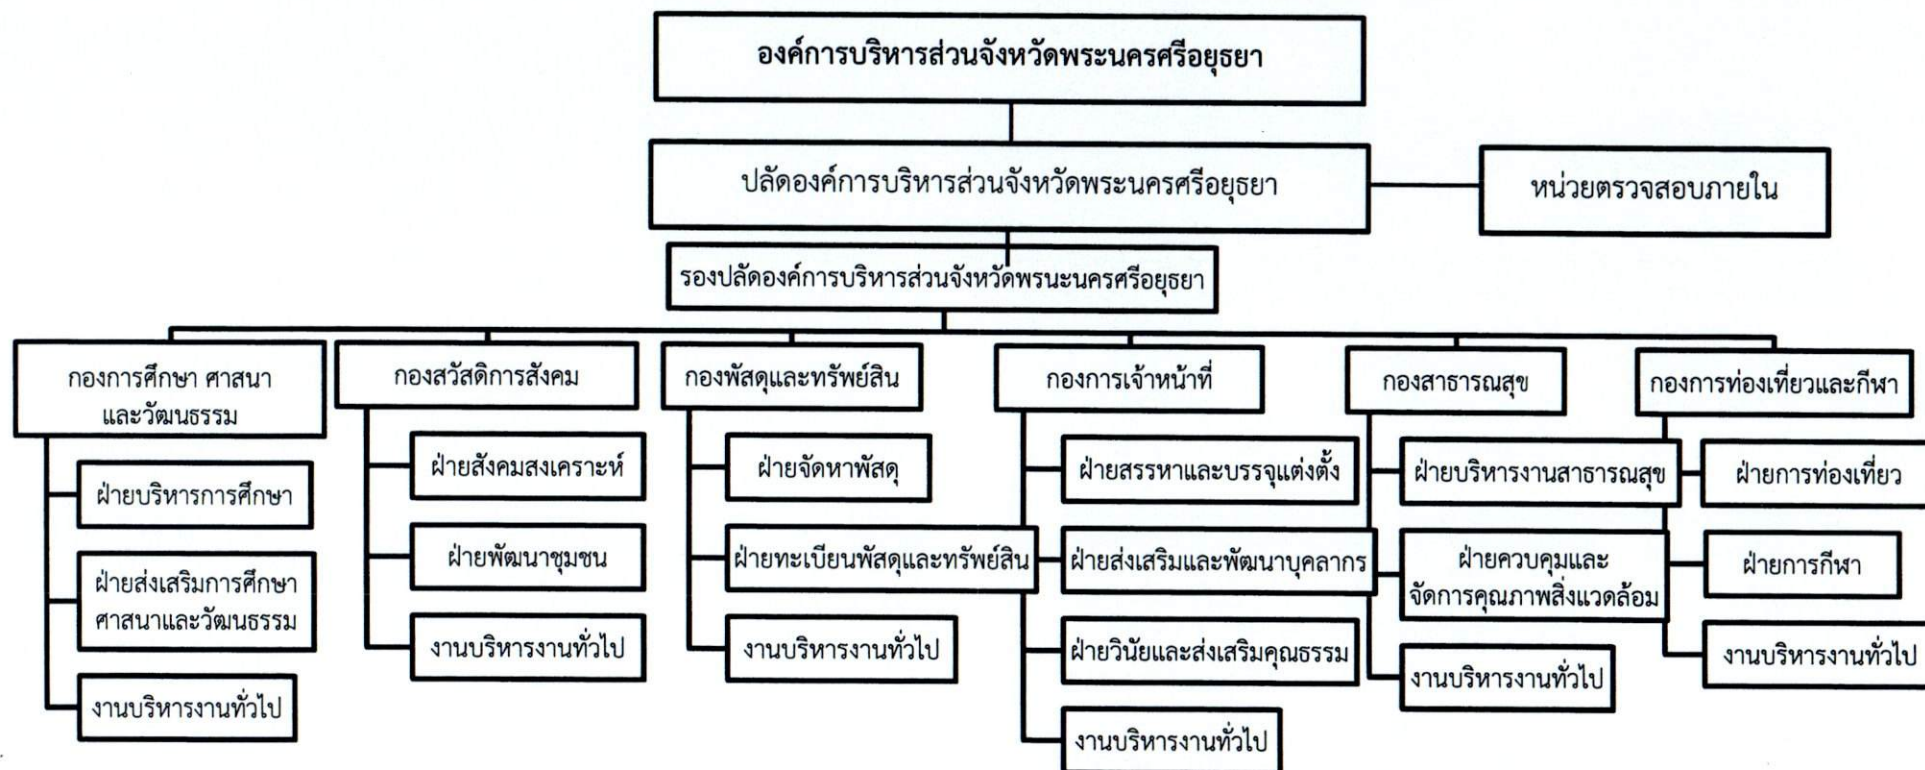 องค์การบริหารส่วนจังหวัดพระนครศรีอยุธยา
ปลัดองค์การบริหารส่วนจังหวัดพระนครศรีอยุธยา
หน่วยตรวจสอบภายใน
รองปลัดองค์การบริหารส่วนจังหวัดพรนะนครศรีอยุธยา
กองการศึกษา ศาสนา
และวัฒนธรรม
ฝ่ายบริหารการศึกษา
ฝ่ายส่งเสริมการศึกษา
ศาสนาและวัฒนธรรม
งานบริหารงานทั่วไป
กองสวัสดิการสังคม
ฝ่ายสังคมสงเคราะห์
ฝ่ายพัฒนาชุมชน
งานบริหารงานทั่วไป
กองพัสดุและทรัพย์สิน
ฝ่ายจัดหาพัสดุ
ฝ่ายทะเบียนพัสดุและทรัพย์สิน
งานบริหารงานทั่วไป
กองการเจ้าหน้าที่
ฝ่ายสรรหาและบรรจุแต่งตั้ง
ฝ่ายส่งเสริมและพัฒนาบุคลากร
ฝ่ายวินัยและส่งเสริมคุณธรรม
งานบริหารงานทั่วไป
กองสาธารณสุข
ฝ่ายบริหารงานสาธารณสุข
ฝ่ายควบคุมและ
จัดการคุณภาพสิ่งแวดล้อม
งานบริหารงานทั่วไป
กองการท่องเที่ยวและกีฬา
ฝ่ายการท่องเที่ยว
ฝ่ายการกีฬา
งานบริหารงานทั่วไป